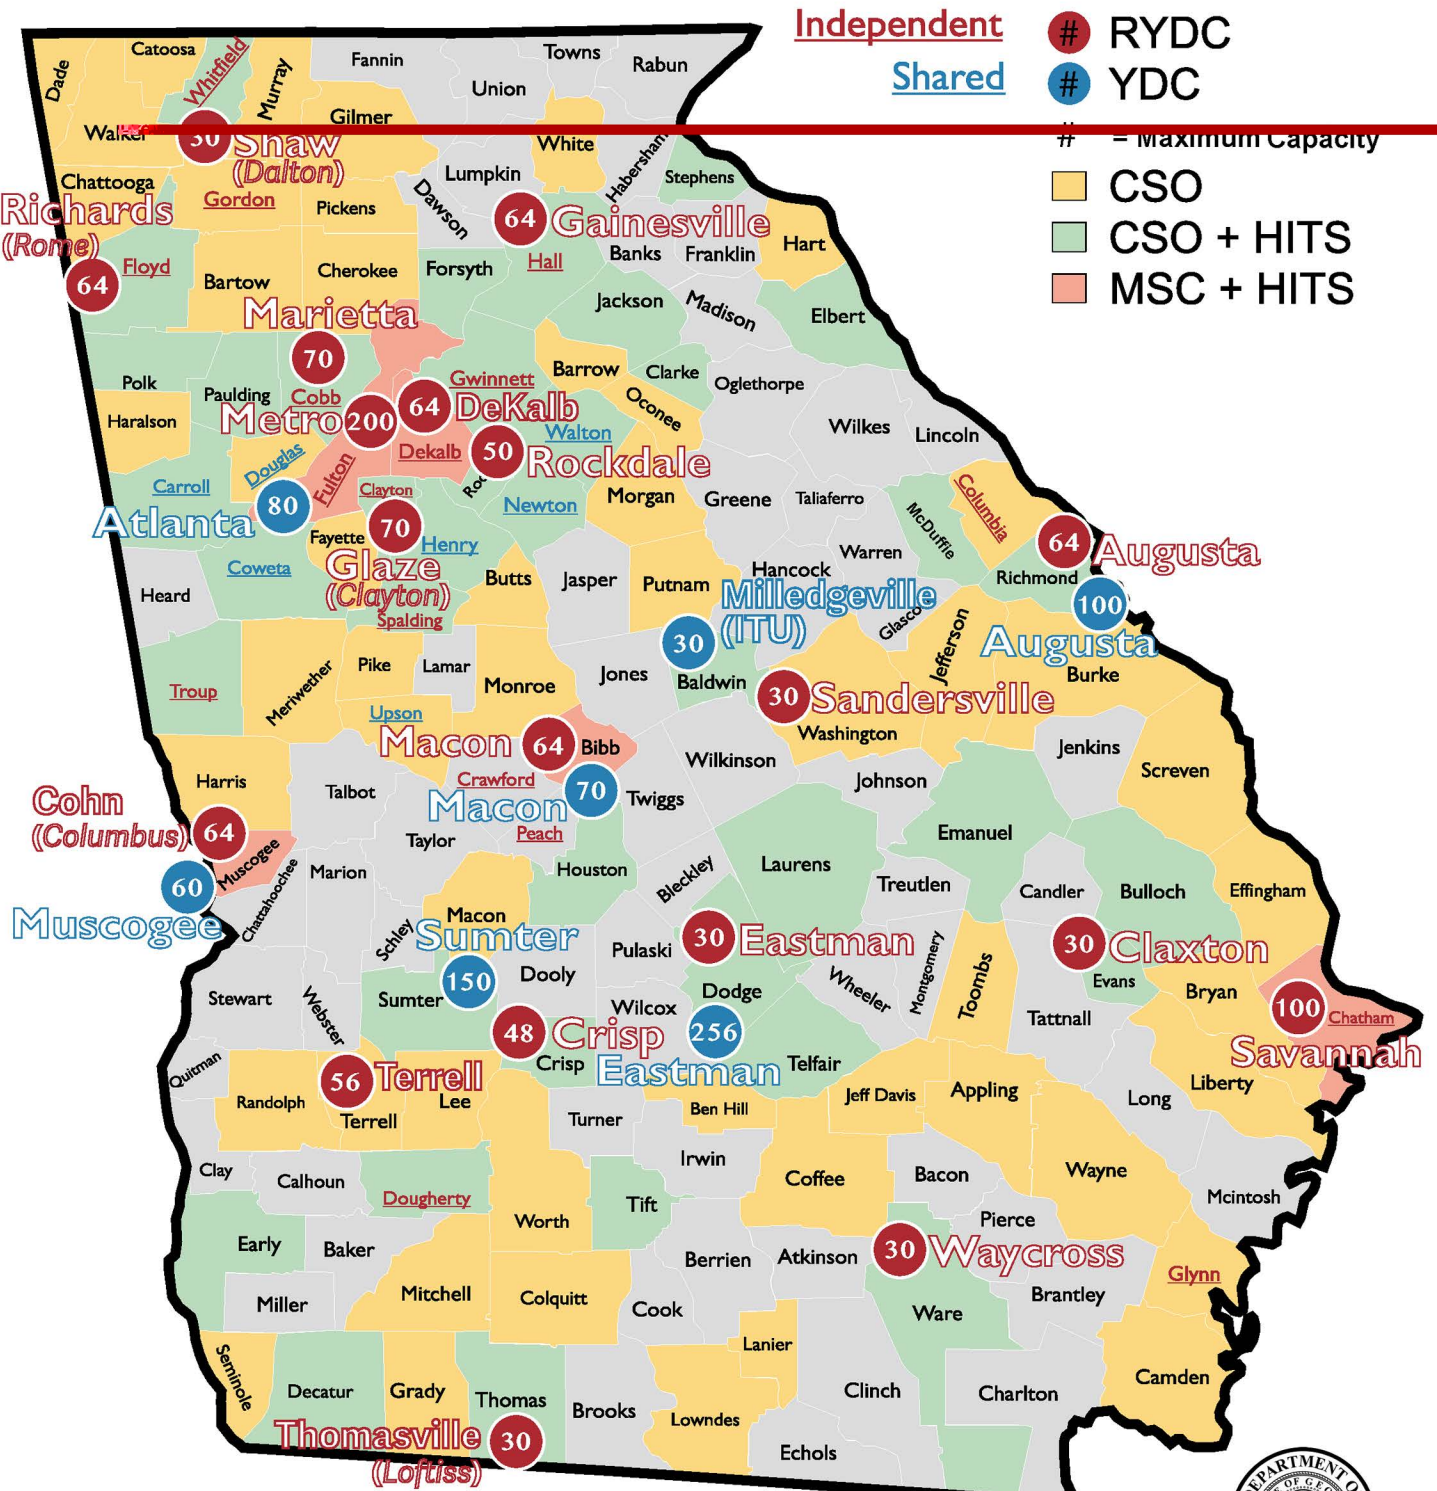 Independent # RYDC
Shared # YDC
# = Maximum Capacity
CSO
CSO + HITS
MSC + HITS
Dade
Catoosa
Whitfield
Murray
Fannin
Towns
Rabun
Union
Gilmer
Walker
30
Shaw
(Dalton)
White
Habersham
Stephens
Lumpkin
Dawson
Chattooga
Gordon
Pickens
Richards
(Rome)
64
Floyd
64
Gainesville
Hall
Banks
Franklin
Hart
Bartow
Cherokee
Forsyth
Jackson
Madison
Elbert
Marietta
70
Cobb
Polk
Paulding
Haralson
Metro
200
64
DeKalb
Gwinnett
Barrow
Clarke
Oconee
Oglethorpe
Wilkes
Lincoln
Walton
Dekalb
50
Rockdale
Roc
Douglas
Fulton
Carroll
80
Atlanta
Clayton
70
Glaze
(Clayton)
Fayette
Henry
Newton
Morgan
Greene
Taliaferro
McDuffie
Columbia
64
Augusta
Richmond
100
Augusta
Warren
Hancock
Coweta
Heard
Spalding
Butts
Jasper
Putnam
Milledgeville
(ITU)
30
Baldwin
Glasco
Jefferson
Burke
Troup
Meriwether
Pike
Lamar
Monroe
Jones
30
Sandersville
Washington
Upson
Macon
64
Bibb
Crawford
Macon
70
Peach
Twiggs
Wilkinson
Johnson
Jenkins
Screven
Harris
Talbot
Taylor
Cohn
(Columbus)
64
Muscogee
60
Muscogee
Chattahoochee
Marion
Schley
Macon
Houston
Bleckley
Laurens
Treutlen
Emanuel
Candler
Bulloch
Effingham
Sumter
150
Sumter
Dooly
Pulaski
30
Eastman
Dodge
Wheeler
Montgomery
Toombs
30
Claxton
Evans
Bryan
100
Chatham
Savannah
Stewart
Webster
Tattnall
48
Crisp
Crisp
Wilcox
256
Eastman
Telfair
Quitman
Randolph
56
Terrell
Terrell
Lee
Turner
Ben Hill
Jeff Davis
Appling
Long
Liberty
Clay
Calhoun
Dougherty
Worth
Tift
Irwin
Coffee
Bacon
Wayne
Mcintosh
Pierce
Early
Baker
Mitchell
Colquitt
Berrien
Atkinson
30
Waycross
Glynn
Miller
Cook
Ware
Brantley
Seminole
Decatur
Grady
Thomas
Brooks
Lanier
Lowndes
Clinch
Charlton
Camden
Thomasville
30
(Loftiss)
Echols
DEPARTMENT O
E OF GE